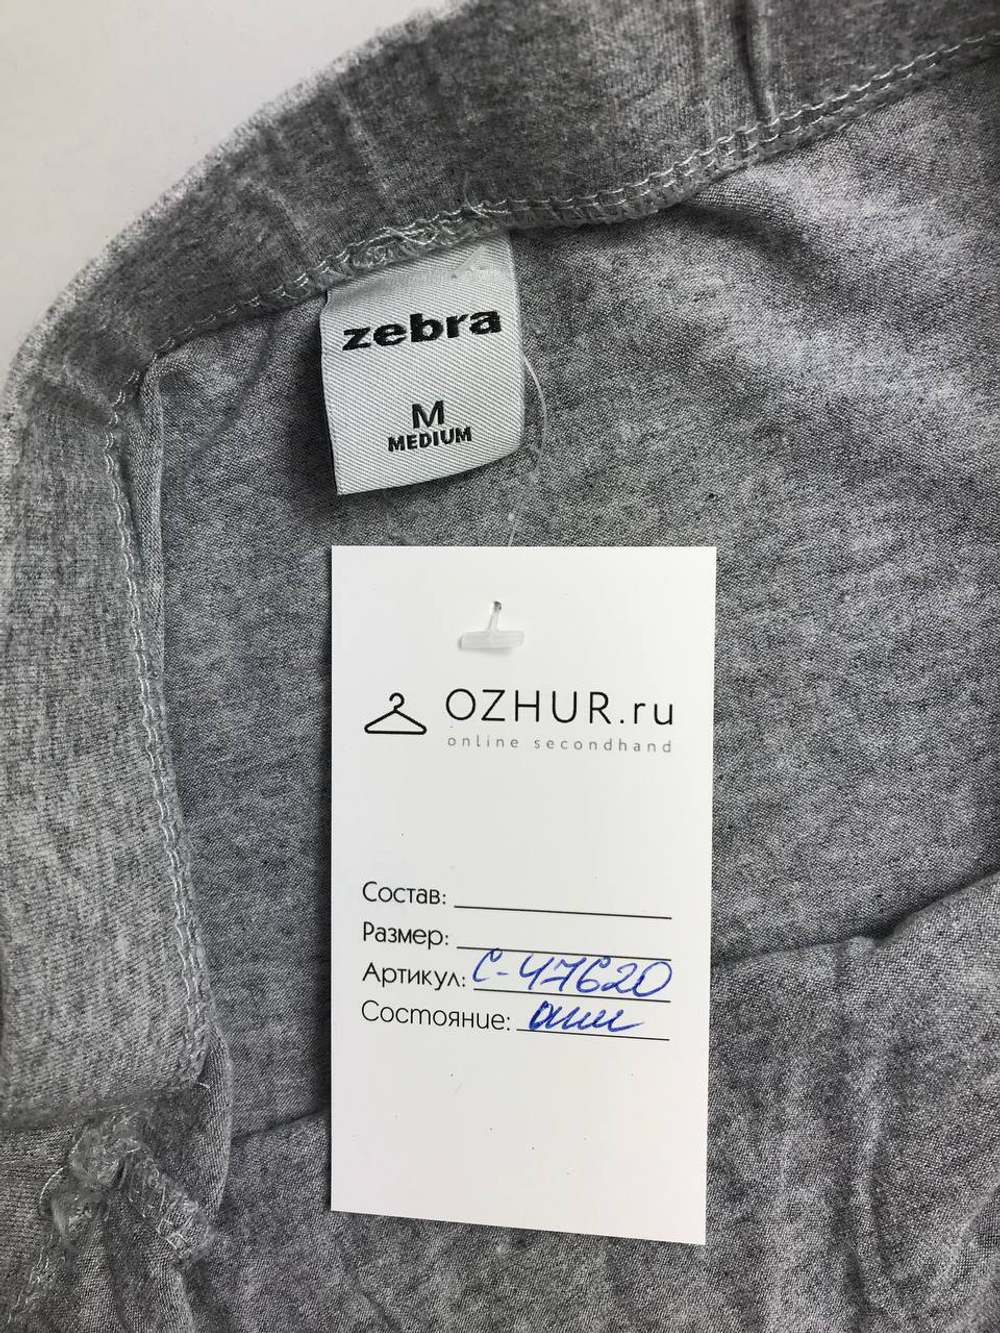 zebra
M
MEDIUM
OZHUR.ru
online secondhand
Состав:
Размер:
Артикул: С-47620
Состояние: